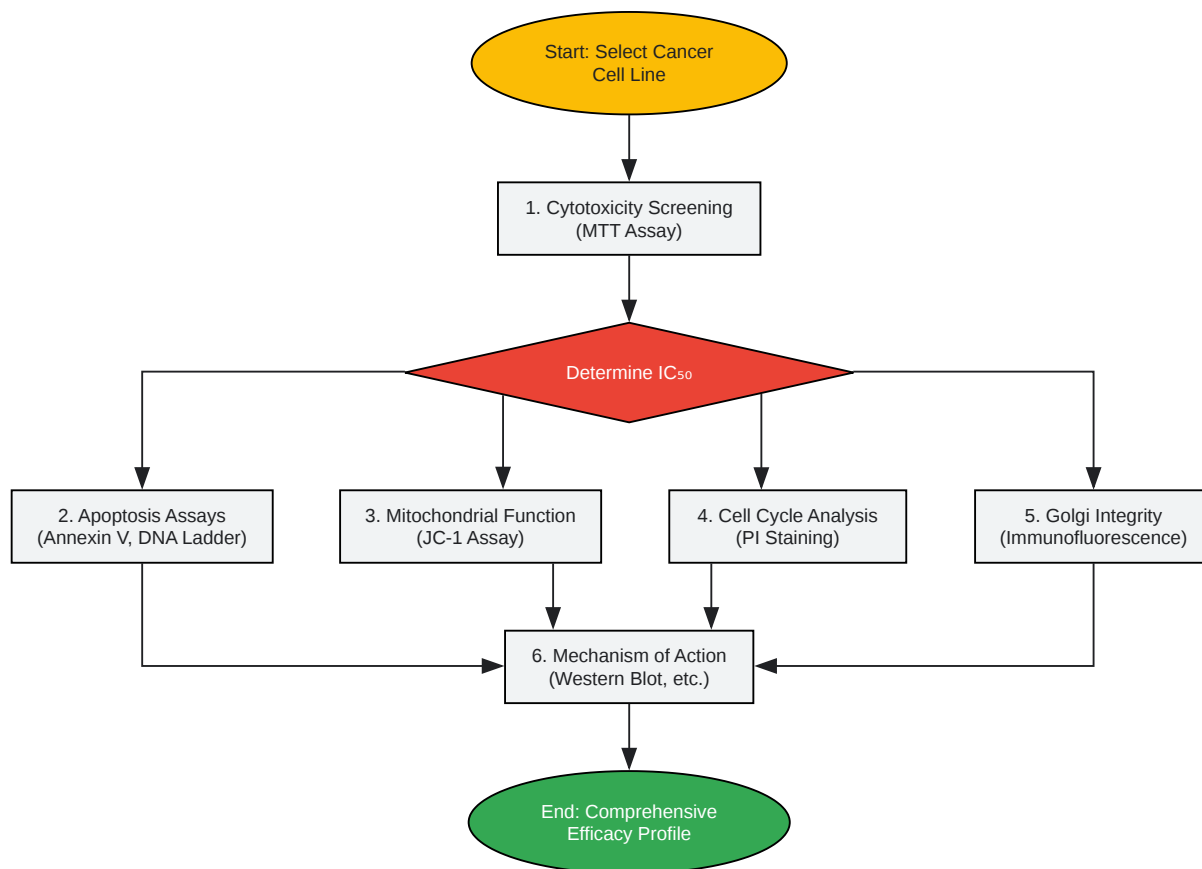 Start: Select Cancer
Cell Line
1. Cytotoxicity Screening
(MTT Assay)
Determine IC₅₀
2. Apoptosis Assays
(Annexin V, DNA Ladder)
3. Mitochondrial Function
(JC-1 Assay)
4. Cell Cycle Analysis
(PI Staining)
5. Golgi Integrity
(Immunofluorescence)
6. Mechanism of Action
(Western Blot, etc.)
End: Comprehensive
Efficacy Profile